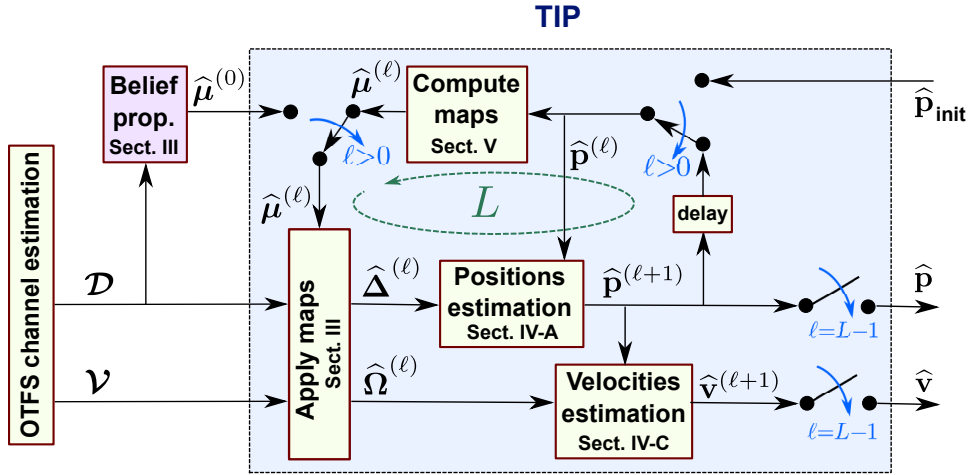 TIP
Belief
prop.
Sect. III
μ̂^(0)
μ̂^(ℓ)
Compute
maps
Sect. V
p̂_init
ℓ>0
p̂^(ℓ)
ℓ>0
μ̂^(ℓ)
L
delay
OTFS channel estimation
𝓓
Apply maps
Sect. III
Δ̂^(ℓ)
Positions
estimation
Sect. IV-A
p̂^(ℓ+1)
p̂
ℓ=L−1
𝓥
Ω̂^(ℓ)
Velocities
estimation
Sect. IV-C
v̂^(ℓ+1)
v̂
ℓ=L−1